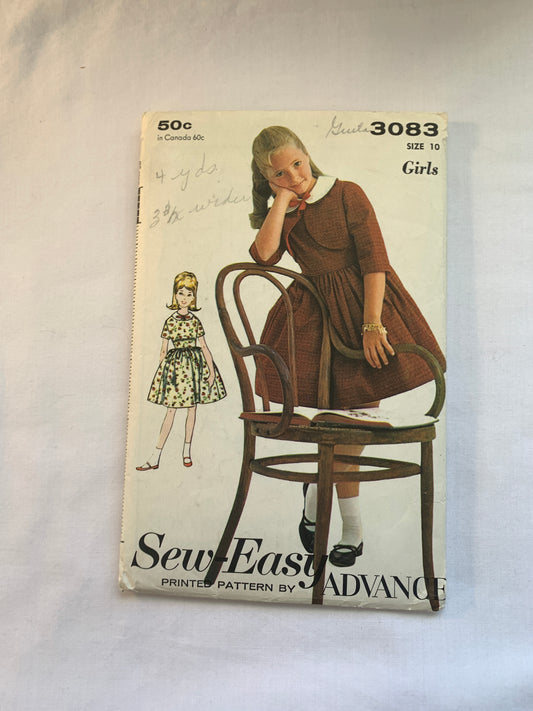 50c
in Canada 60c
3083
SIZE 10
Girls
4 yds
Sew-Easy
PRINTED PATTERN BY ADVANCE